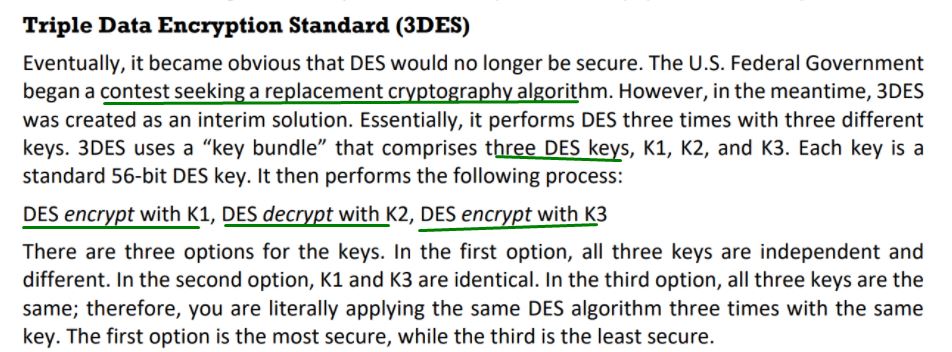 Triple Data Encryption Standard (3DES)
Eventually, it became obvious that DES would no longer be secure. The U.S. Federal Government
began a contest seeking a replacement cryptography algorithm. However, in the meantime, 3DES
was created as an interim solution. Essentially, it performs DES three times with three different
keys. 3DES uses a “key bundle” that comprises three DES keys, K1, K2, and K3. Each key is a
standard 56-bit DES key. It then performs the following process:
DES encrypt with K1, DES decrypt with K2, DES encrypt with K3
There are three options for the keys. In the first option, all three keys are independent and
different. In the second option, K1 and K3 are identical. In the third option, all three keys are the
same; therefore, you are literally applying the same DES algorithm three times with the same
key. The first option is the most secure, while the third is the least secure.